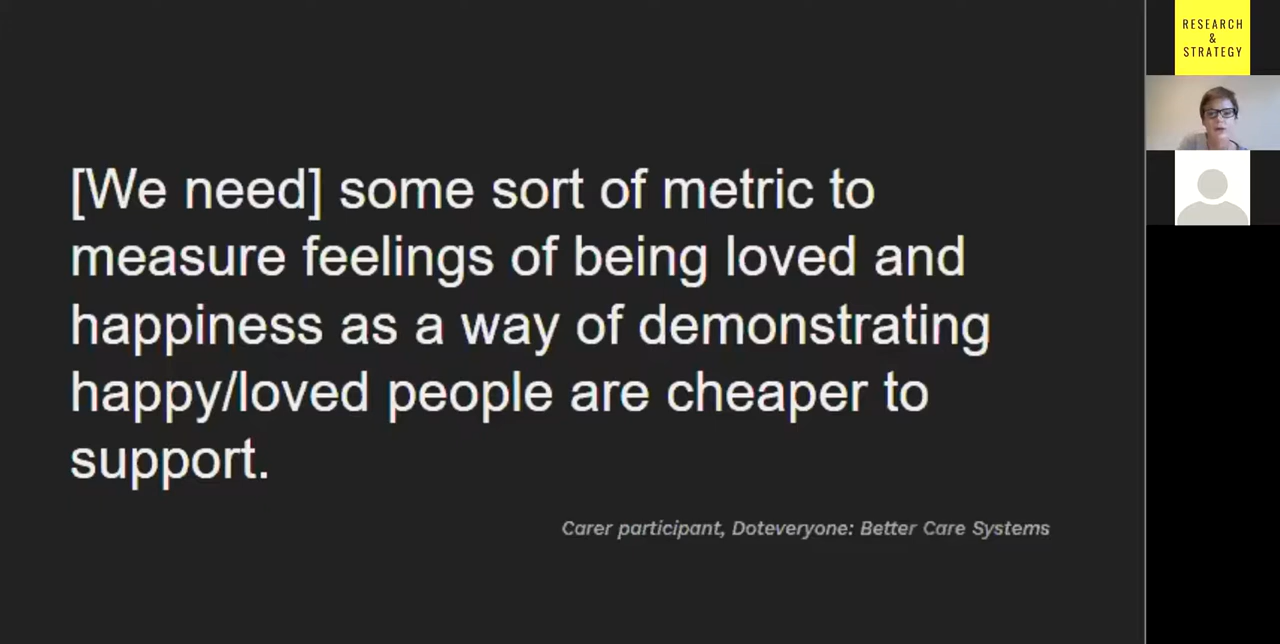 [We need] some sort of metric to
measure feelings of being loved and
happiness as a way of demonstrating
happy/loved people are cheaper to
support.
Carer participant, Doteveryone: Better Care Systems
RESEARCH
&
STRATEGY